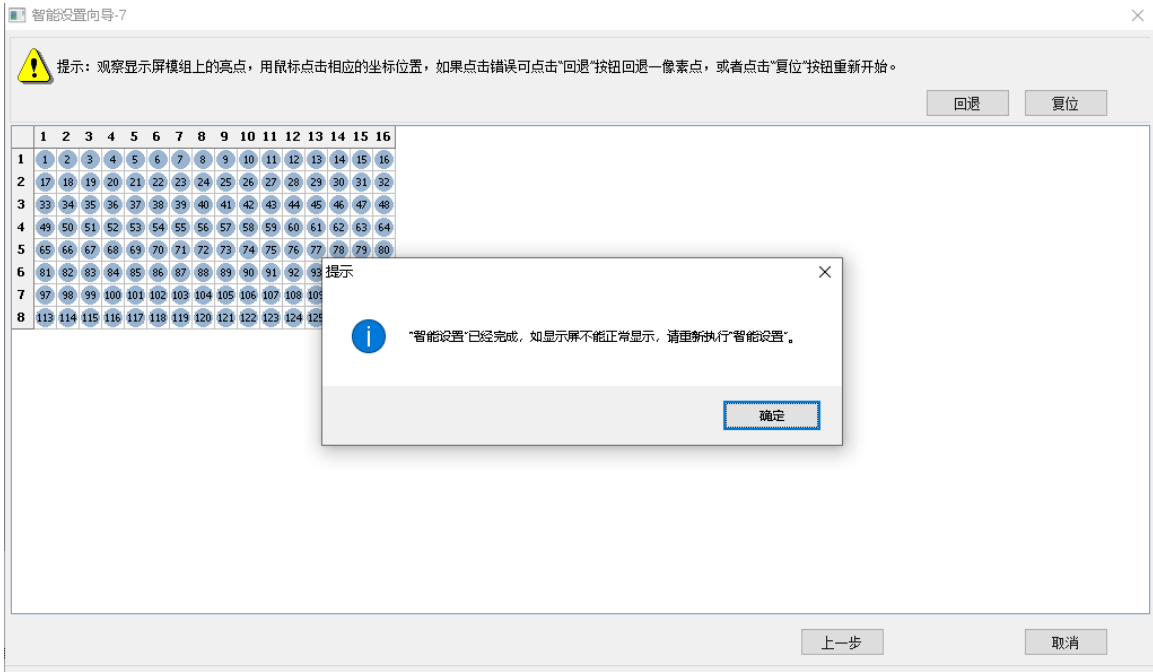 智能设置向导-7
提示：观察显示屏模组上的亮点，用鼠标点击相应的坐标位置，如果点击错误可点击"回退"按钮回退一像素点，或者点击"复位"按钮重新开始。
回退 复位
1 2 3 4 5 6 7 8 9 10 11 12 13 14 15 16
1 1 2 3 4 5 6 7 8 9 10 11 12 13 14 15 16
2 17 18 19 20 21 22 23 24 25 26 27 28 29 30 31 32
3 33 34 35 36 37 38 39 40 41 42 43 44 45 46 47 48
4 49 50 51 52 53 54 55 56 57 58 59 60 61 62 63 64
5 65 66 67 68 69 70 71 72 73 74 75 76 77 78 79 80
6 81 82 83 84 85 86 87 88 89 90 91 92 93
7 97 98 99 100 101 102 103 104 105 106 107 108 109
8 113 114 115 116 117 118 119 120 121 122 123 124 125
提示
"智能设置"已经完成，如显示屏不能正常显示，请重新执行"智能设置"。
确定
上一步 取消